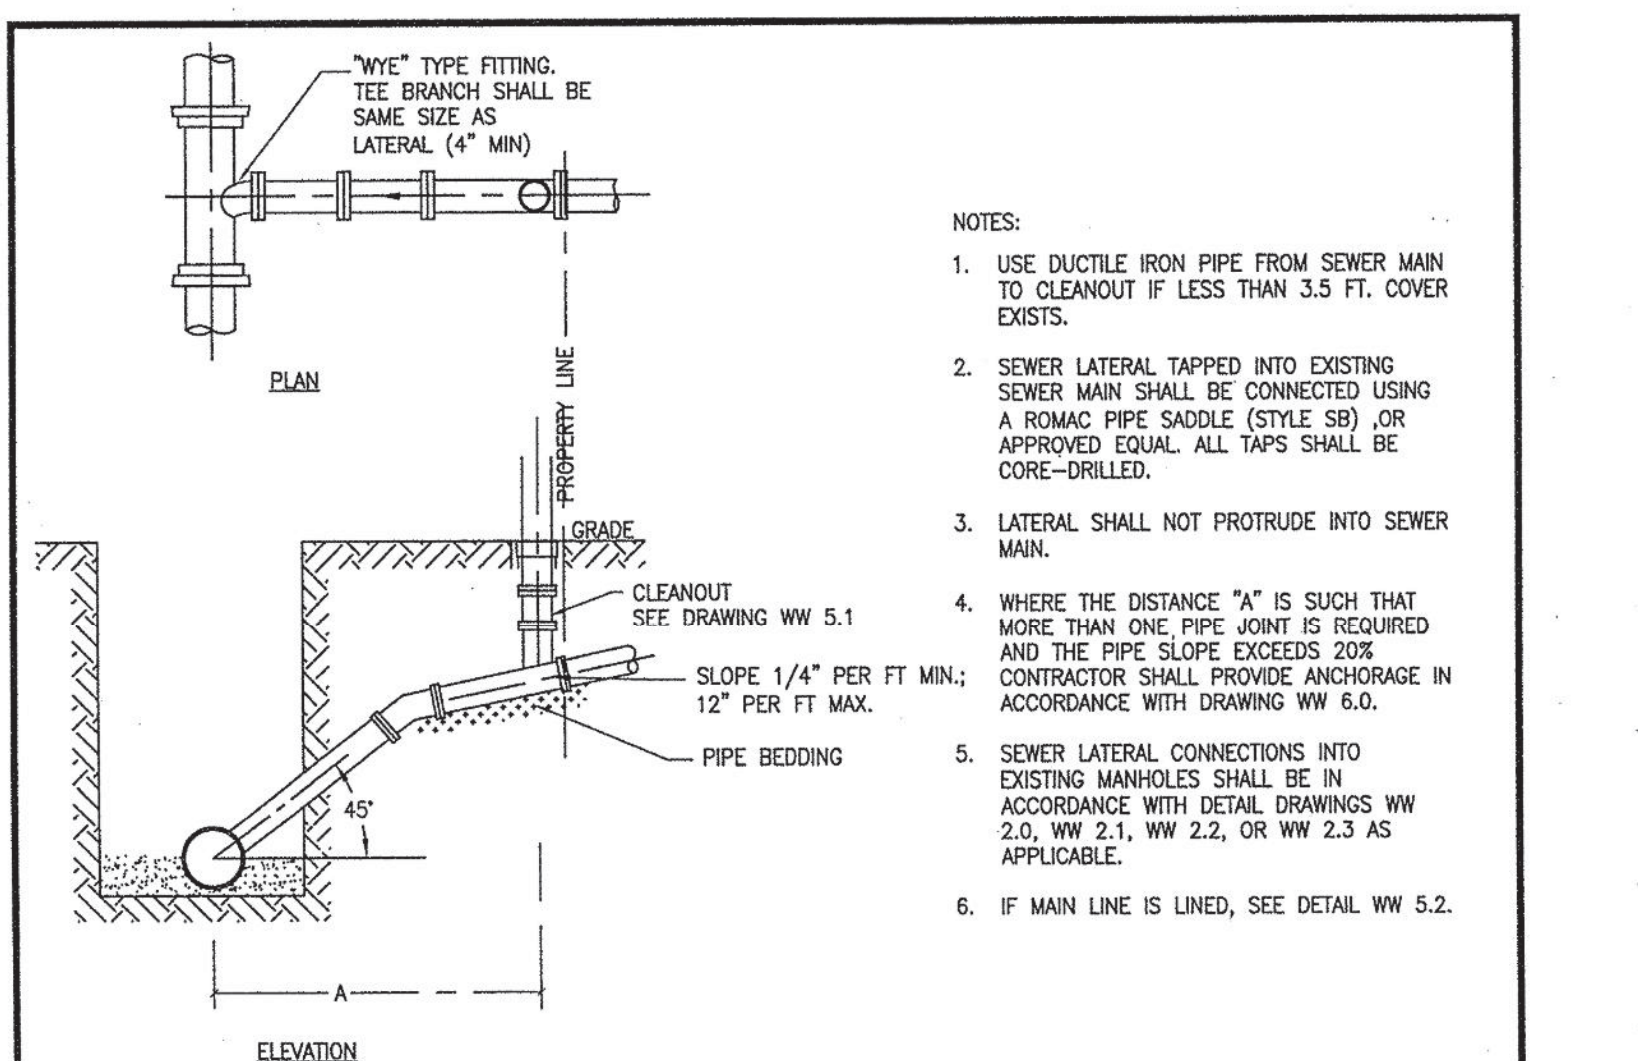 "WYE" TYPE FITTING.
TEE BRANCH SHALL BE
SAME SIZE AS
LATERAL (4" MIN)
PLAN
PROPERTY LINE
GRADE
CLEANOUT
SEE DRAWING WW 5.1
SLOPE 1/4" PER FT MIN.;
12" PER FT MAX.
PIPE BEDDING
45°
A
ELEVATION
NOTES:
1. USE DUCTILE IRON PIPE FROM SEWER MAIN
TO CLEANOUT IF LESS THAN 3.5 FT. COVER
EXISTS.
2. SEWER LATERAL TAPPED INTO EXISTING
SEWER MAIN SHALL BE CONNECTED USING
A ROMAC PIPE SADDLE (STYLE SB) ,OR
APPROVED EQUAL. ALL TAPS SHALL BE
CORE-DRILLED.
3. LATERAL SHALL NOT PROTRUDE INTO SEWER
MAIN.
4. WHERE THE DISTANCE "A" IS SUCH THAT
MORE THAN ONE PIPE JOINT IS REQUIRED
AND THE PIPE SLOPE EXCEEDS 20%
CONTRACTOR SHALL PROVIDE ANCHORAGE IN
ACCORDANCE WITH DRAWING WW 6.0.
5. SEWER LATERAL CONNECTIONS INTO
EXISTING MANHOLES SHALL BE IN
ACCORDANCE WITH DETAIL DRAWINGS WW
2.0, WW 2.1, WW 2.2, OR WW 2.3 AS
APPLICABLE.
6. IF MAIN LINE IS LINED, SEE DETAIL WW 5.2.